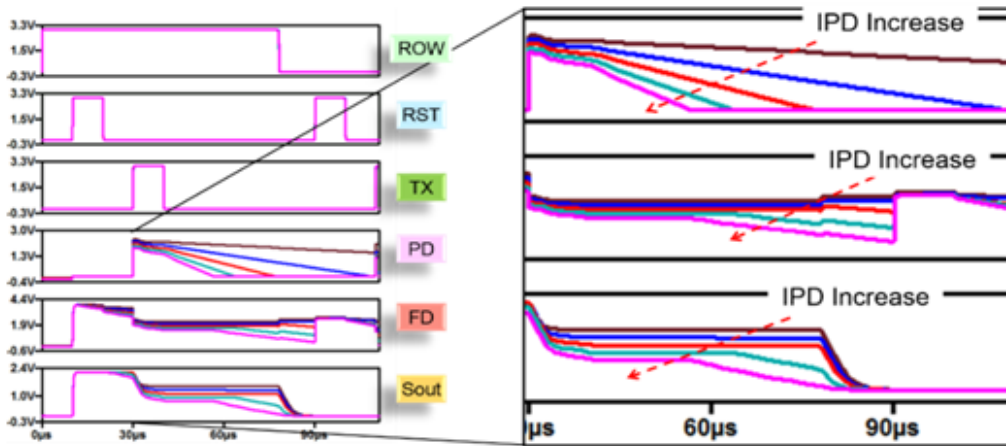 3.3V
1.5V
-0.3V
ROW
3.3V
1.5V
-0.3V
RST
3.3V
1.5V
-0.3V
TX
3.0V
1.3V
-0.4V
PD
4.4V
1.9V
-0.6V
FD
2.4V
1.0V
-0.3V
Sout
0µs 30µs 60µs 90µs
IPD Increase
IPD Increase
IPD Increase
µs 60µs 90µs